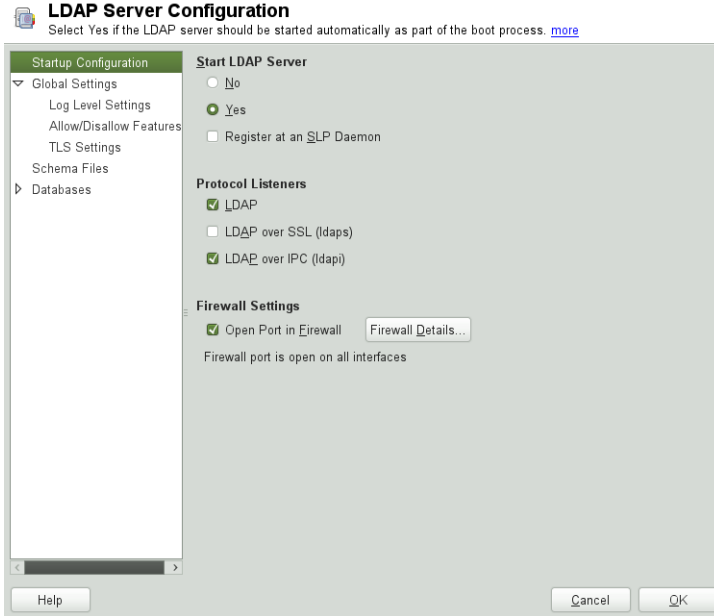 LDAP Server Configuration
Select Yes if the LDAP server should be started automatically as part of the boot process. more
Startup Configuration
Global Settings
Log Level Settings
Allow/Disallow Features
TLS Settings
Schema Files
Databases
Start LDAP Server
No
Yes
Register at an SLP Daemon
Protocol Listeners
LDAP
LDAP over SSL (ldaps)
LDAP over IPC (ldapi)
Firewall Settings
Open Port in Firewall
Firewall Details...
Firewall port is open on all interfaces
Help
Cancel
OK